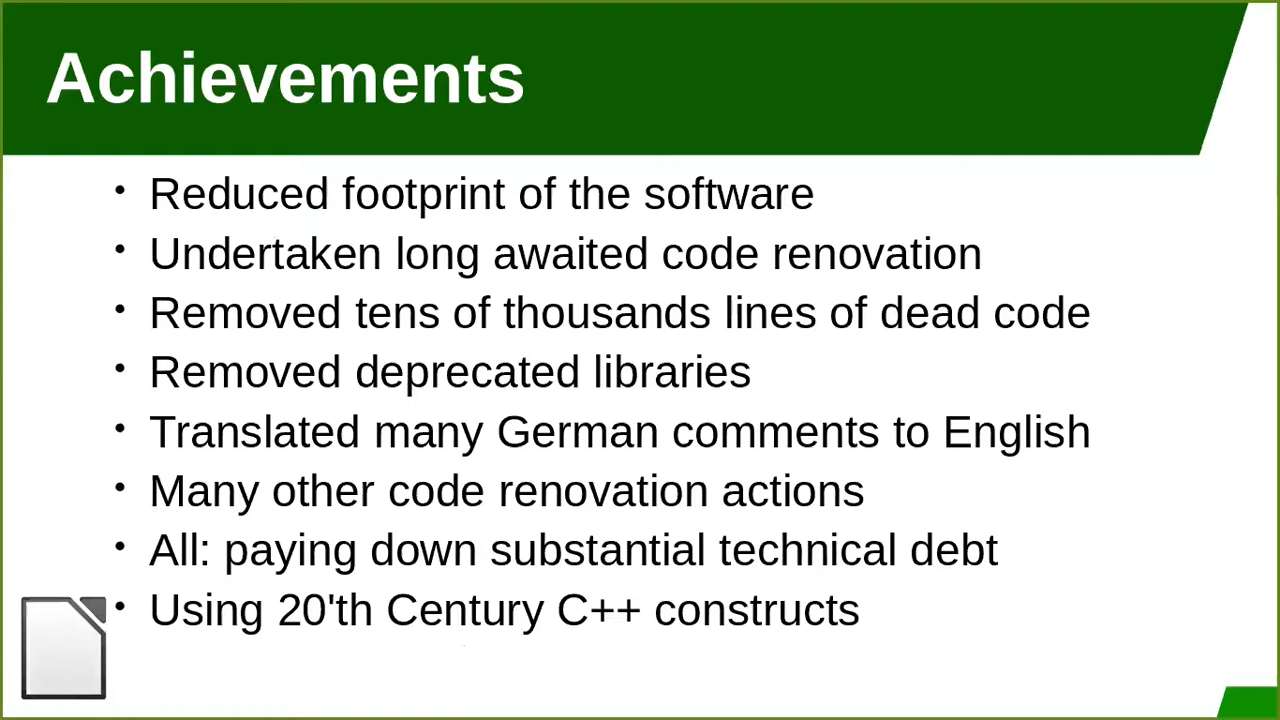 Achievements
• Reduced footprint of the software
• Undertaken long awaited code renovation
• Removed tens of thousands lines of dead code
• Removed deprecated libraries
• Translated many German comments to English
• Many other code renovation actions
• All: paying down substantial technical debt
• Using 20'th Century C++ constructs